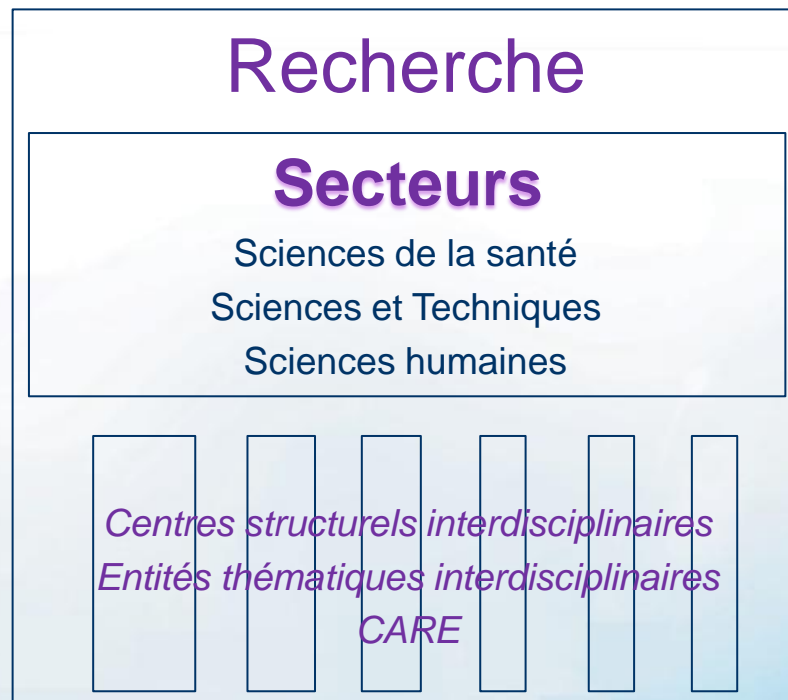 Recherche
Secteurs
Sciences de la santé
Sciences et Techniques
Sciences humaines
Centres structurels interdisciplinaires
Entités thématiques interdisciplinaires
CARE